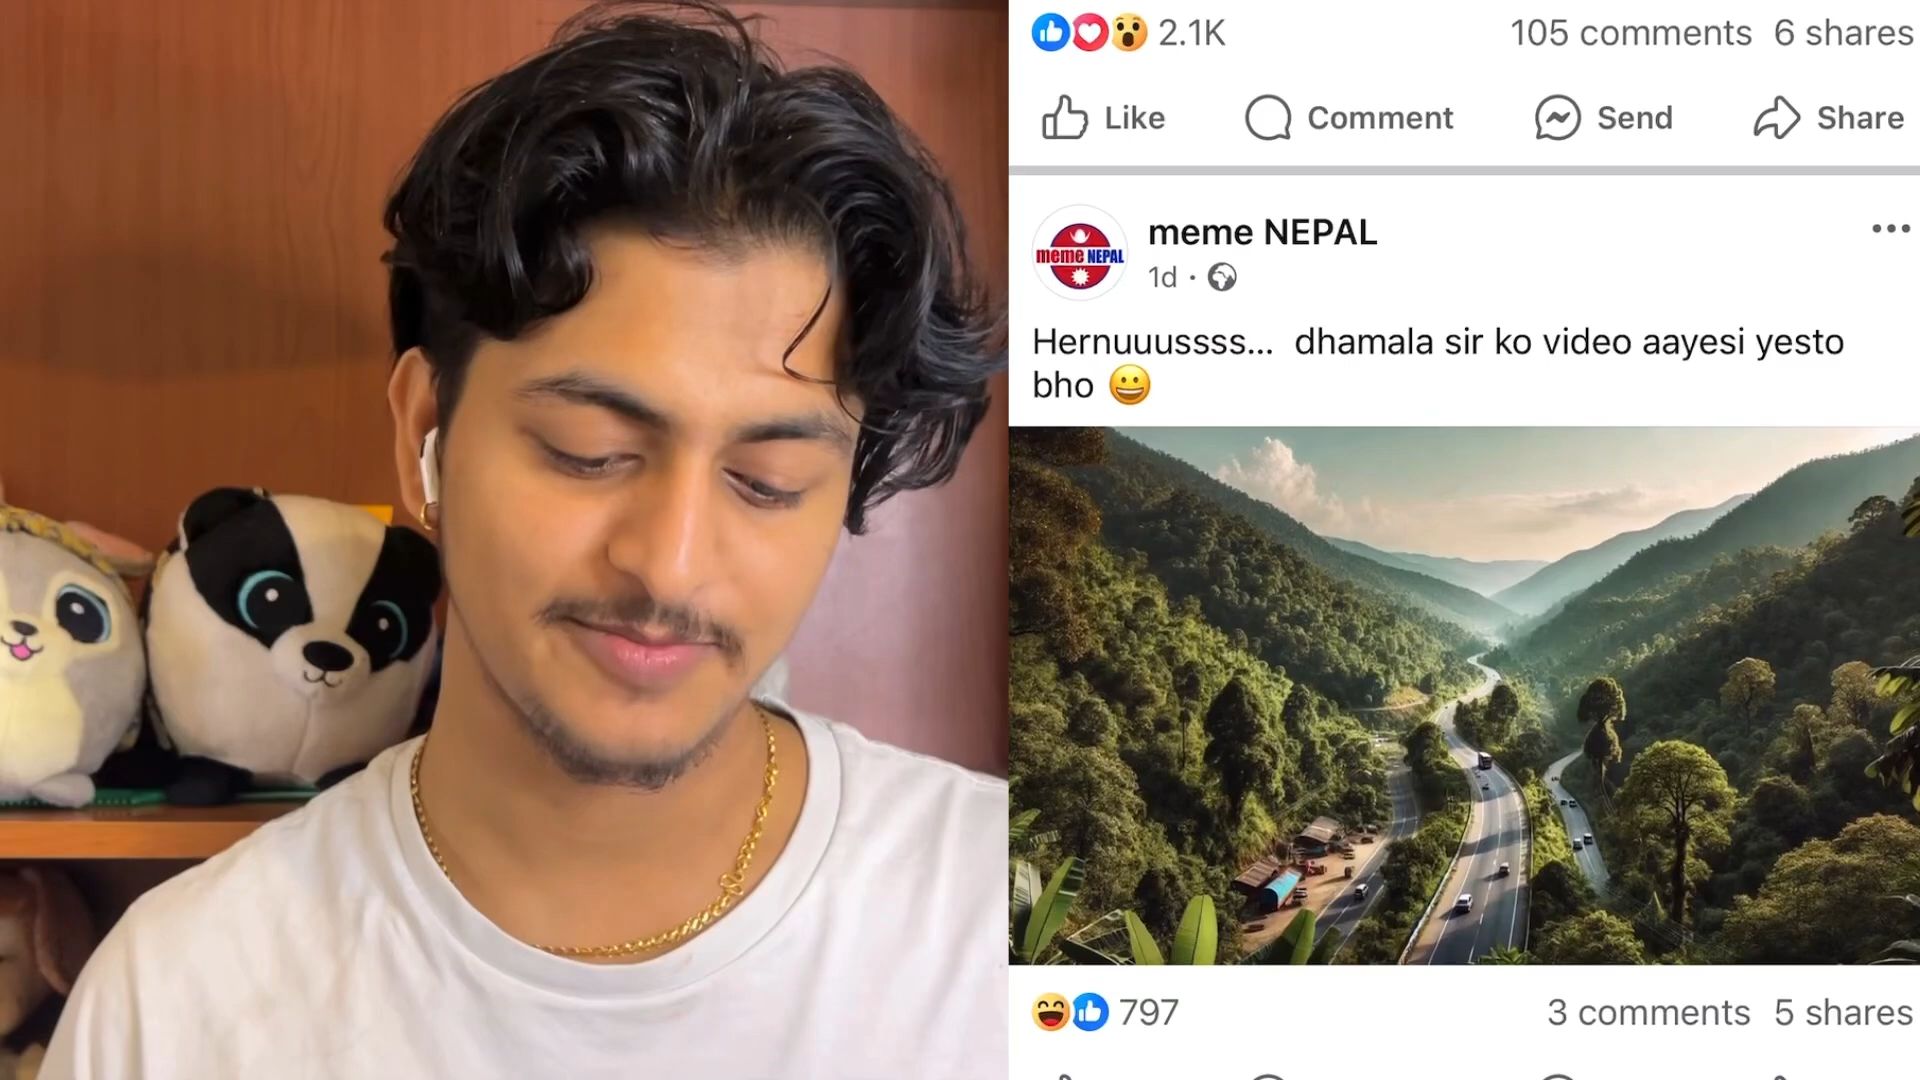 2.1K 105 comments 6 shares
Like Comment Send Share
meme NEPAL
meme NEPAL
1d ·
Hernuuussss... dhamala sir ko video aayesi yesto
bho 😀
797 3 comments 5 shares